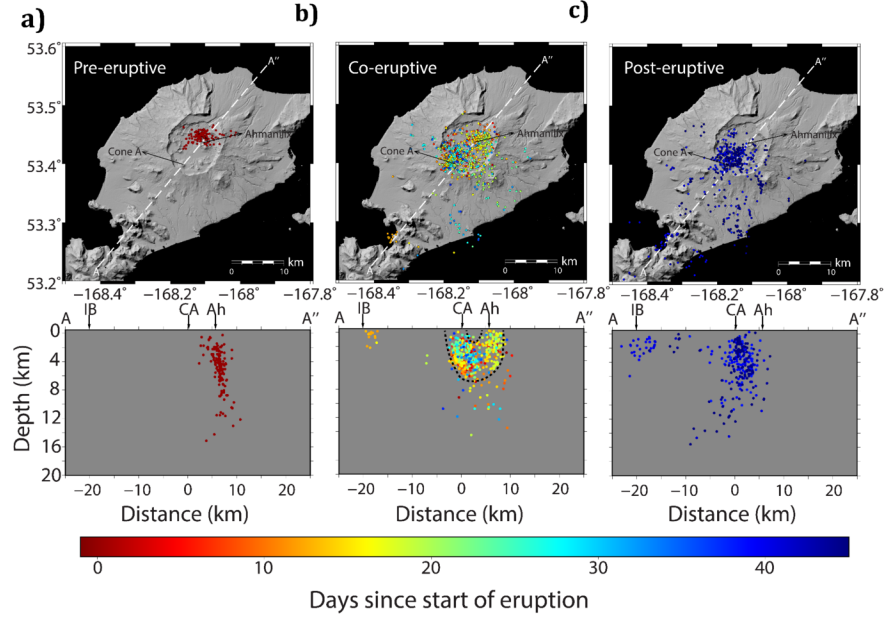 a)
b)
c)
53.6°
53.5°
53.4°
53.3°
53.2°
Pre-eruptive
A''
Ahmanilix
Cone A
A
km
0 10
Co-eruptive
A''
Ahmanilix
Cone A
A
km
0 10
Post-eruptive
A''
Ahmanilix
Cone A
A
km
0 10
−168.4 −168.2 −168 −167.8
−168.4 −168.2 −168 −167.8°
−168.4° −168.2° −168° −167.8°
A IB CA Ah A''
A IB CA Ah A''
A IB CA Ah A''
Depth (km)
0
4
8
12
16
20
−20 −10 0 10 20
−20 −10 0 10 20
−20 −10 0 10 20
Distance (km)
Distance (km)
Distance (km)
0 10 20 30 40
Days since start of eruption